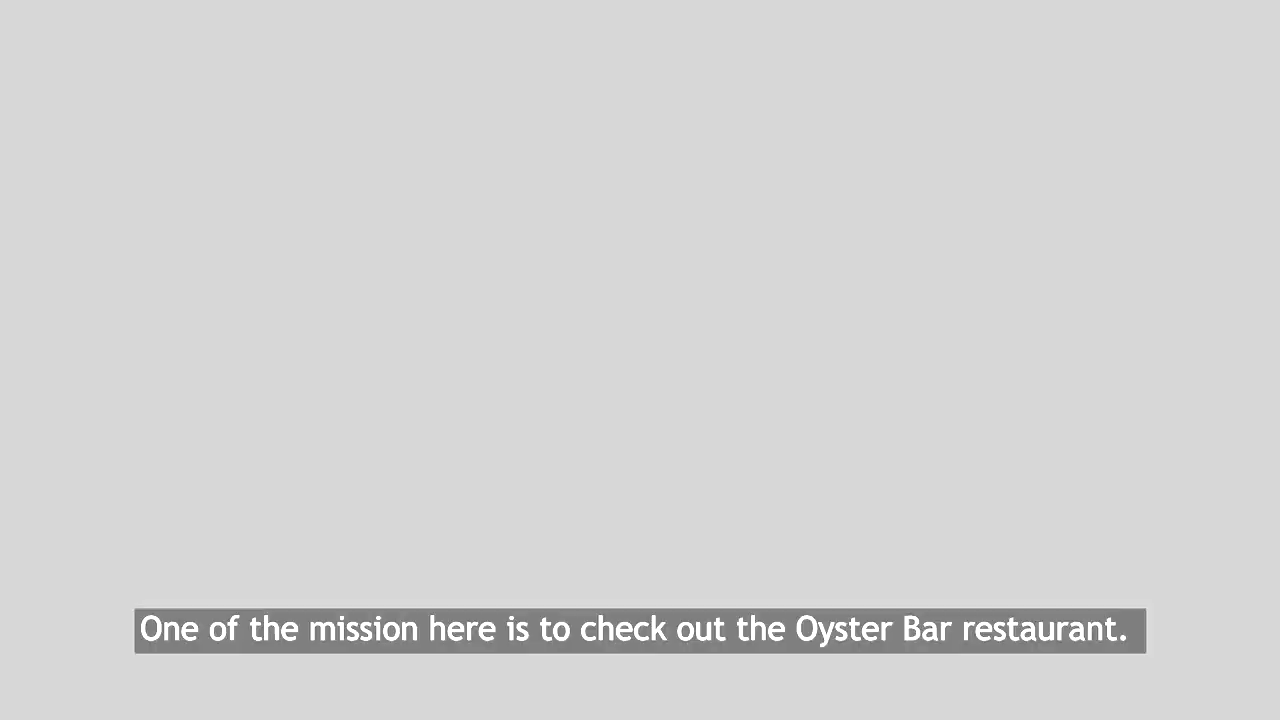 One of the mission here is to check out the Oyster Bar restaurant.